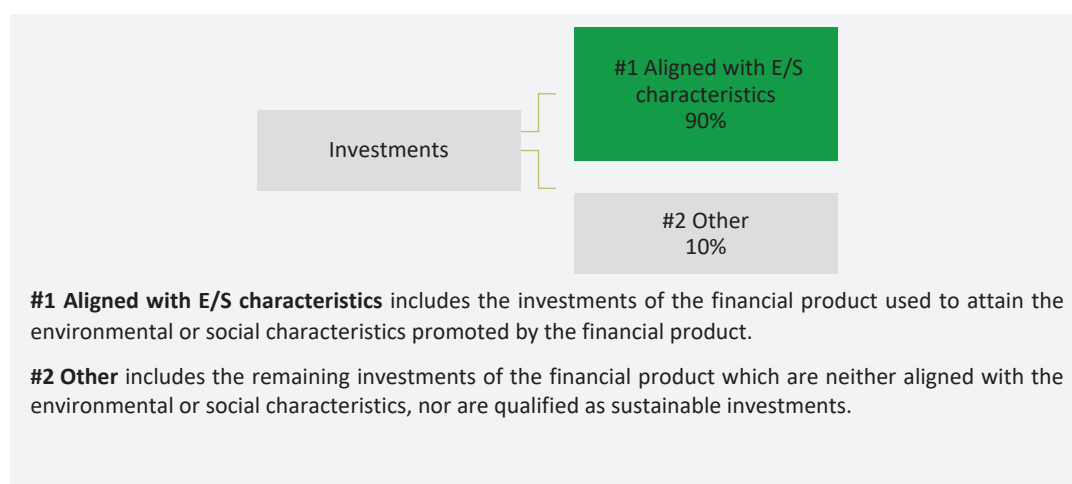 #1 Aligned with E/S
characteristics
90%
Investments
#2 Other
10%
#1 Aligned with E/S characteristics includes the investments of the financial product used to attain the
environmental or social characteristics promoted by the financial product.
#2 Other includes the remaining investments of the financial product which are neither aligned with the
environmental or social characteristics, nor are qualified as sustainable investments.